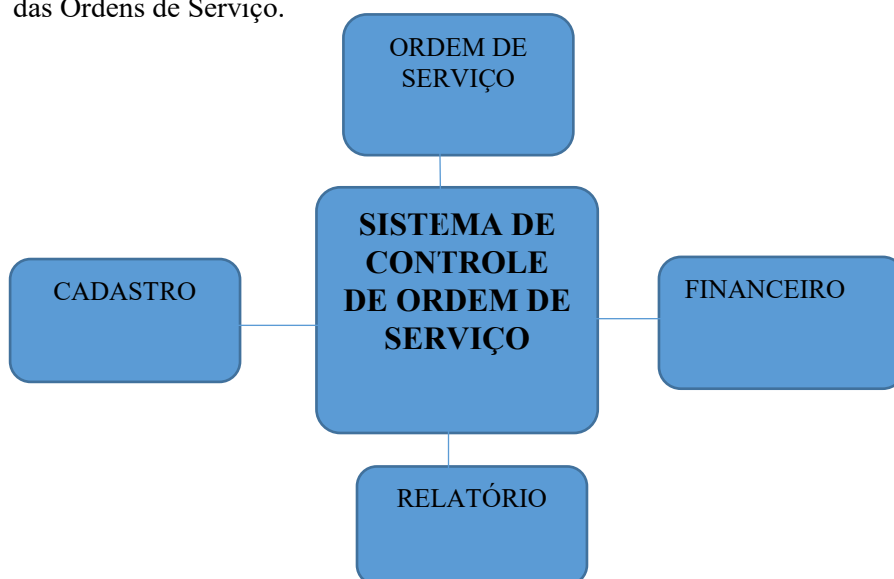 das Ordens de Serviço.
ORDEM DE
SERVIÇO
SISTEMA DE
CONTROLE
DE ORDEM DE
SERVIÇO
CADASTRO
FINANCEIRO
RELATÓRIO